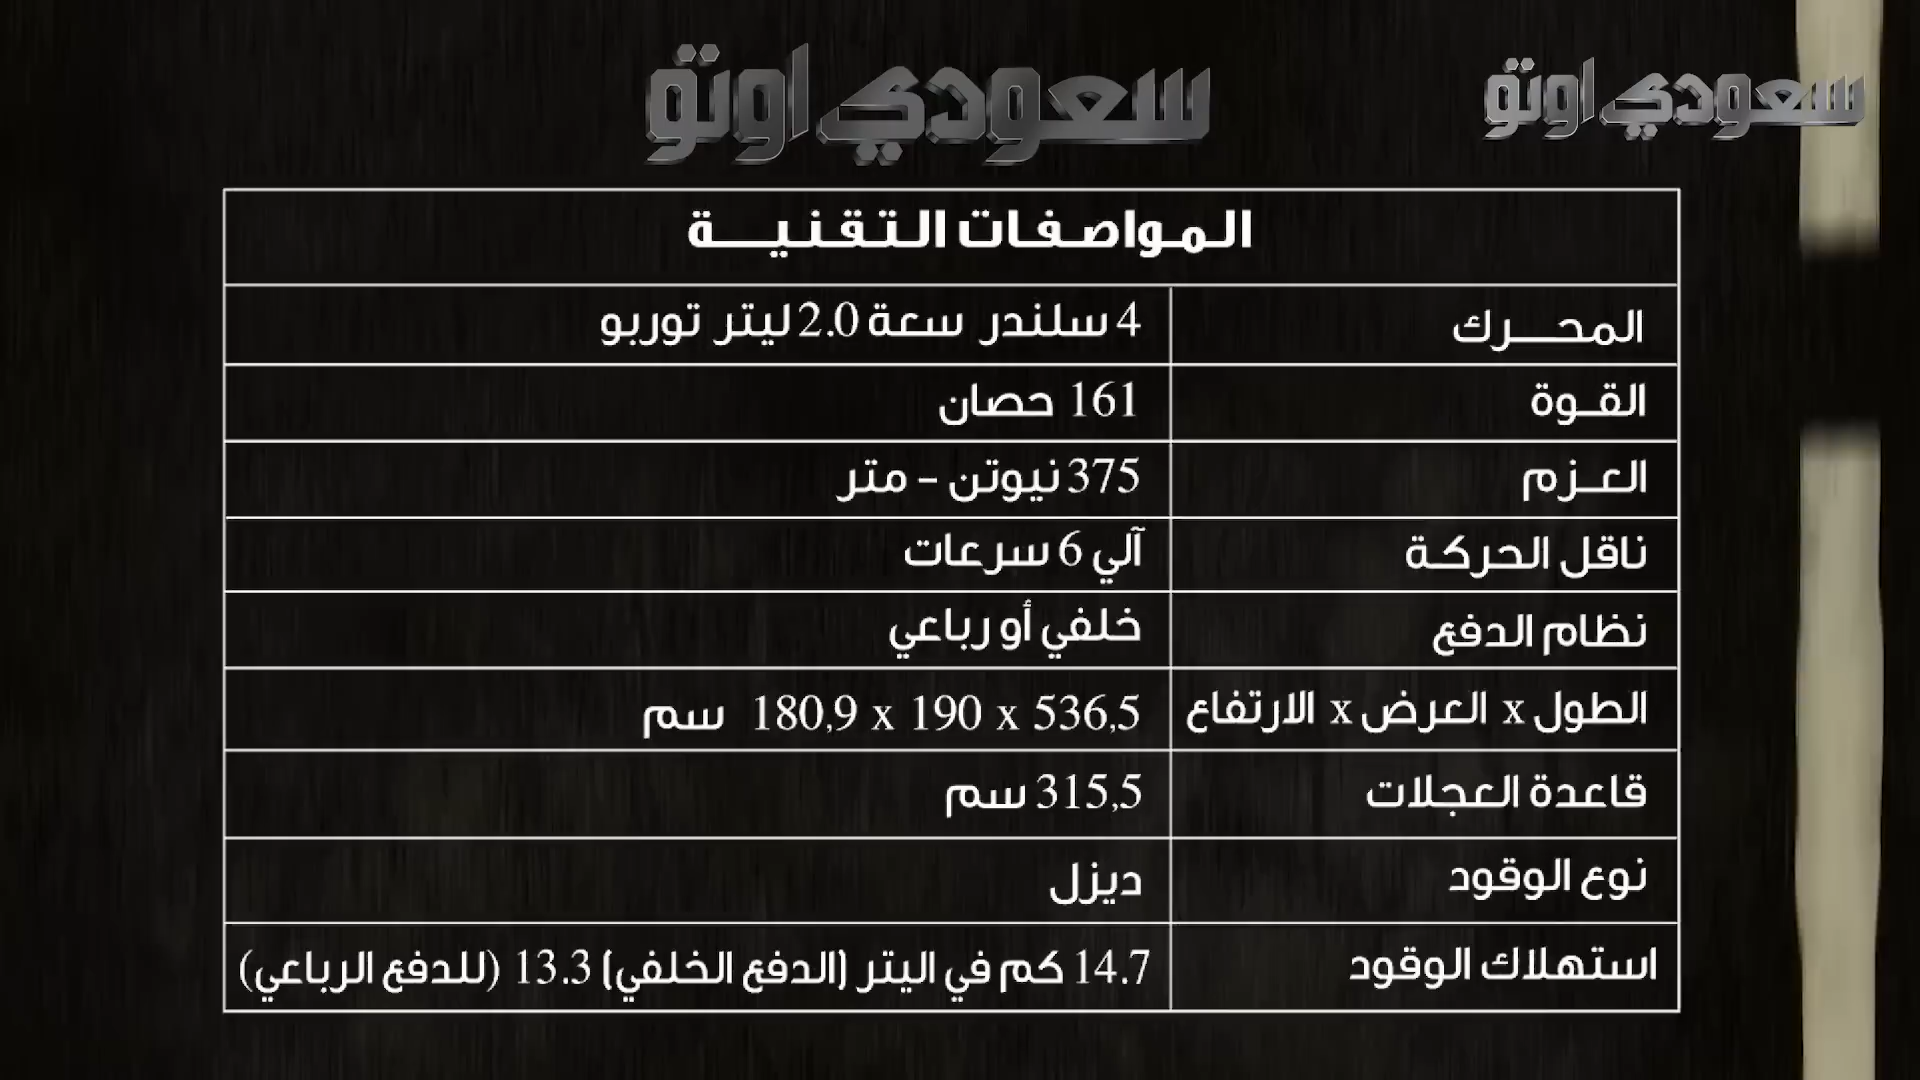 سعودي اوتو
سعودي اوتو
المواصفات التقنيـــة
المحـــرك
4 سلندر سعة 2.0 ليتر توربو
القـوة
161 حصان
العـزم
375 نيوتن - متر
ناقل الحركة
آلي 6 سرعات
نظام الدفع
خلفي أو رباعي
الطول x العرض x الارتفاع
536,5 x 190 x 180,9 سم
قاعدة العجلات
315,5 سم
نوع الوقود
ديزل
استهلاك الوقود
14.7 كم في اليتر (الدفع الخلفي) 13.3 (للدفع الرباعي)